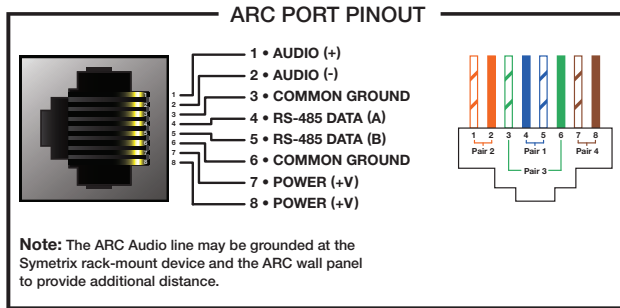 ARC PORT PINOUT
1 • AUDIO (+)
2 • AUDIO (-)
3 • COMMON GROUND
4 • RS-485 DATA (A)
5 • RS-485 DATA (B)
6 • COMMON GROUND
7 • POWER (+V)
8 • POWER (+V)
1
2
3
4
5
6
7
8
1 2 3 4 5 6 7 8
Pair 2 Pair 1 Pair 4
Pair 3
Note: The ARC Audio line may be grounded at the
Symetrix rack-mount device and the ARC wall panel
to provide additional distance.